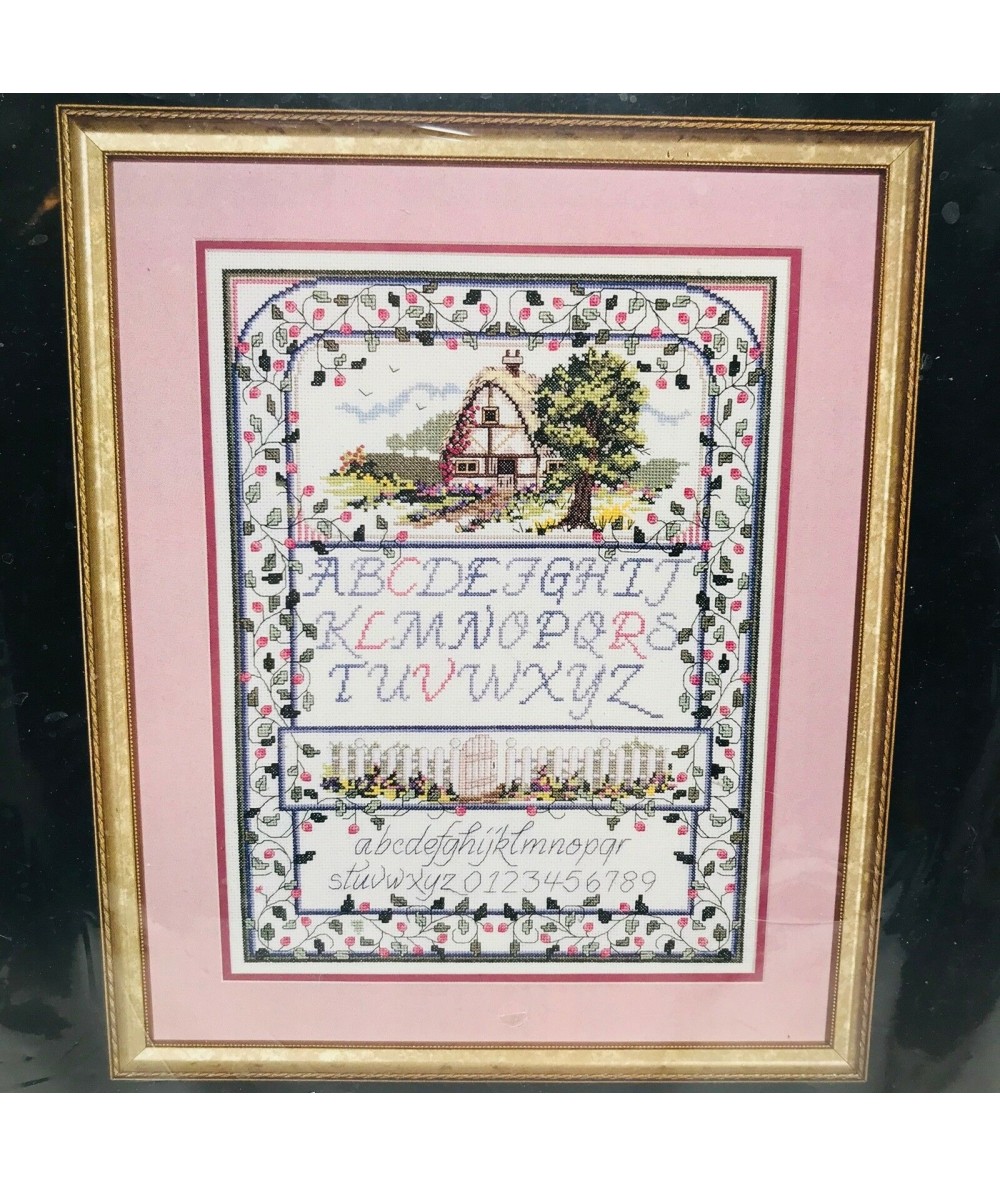 ABCDEFGHIJ
KLMNOPQRS
TUVWXYZ
abcdefghijklmnopqr
stuvwxyz0123456789